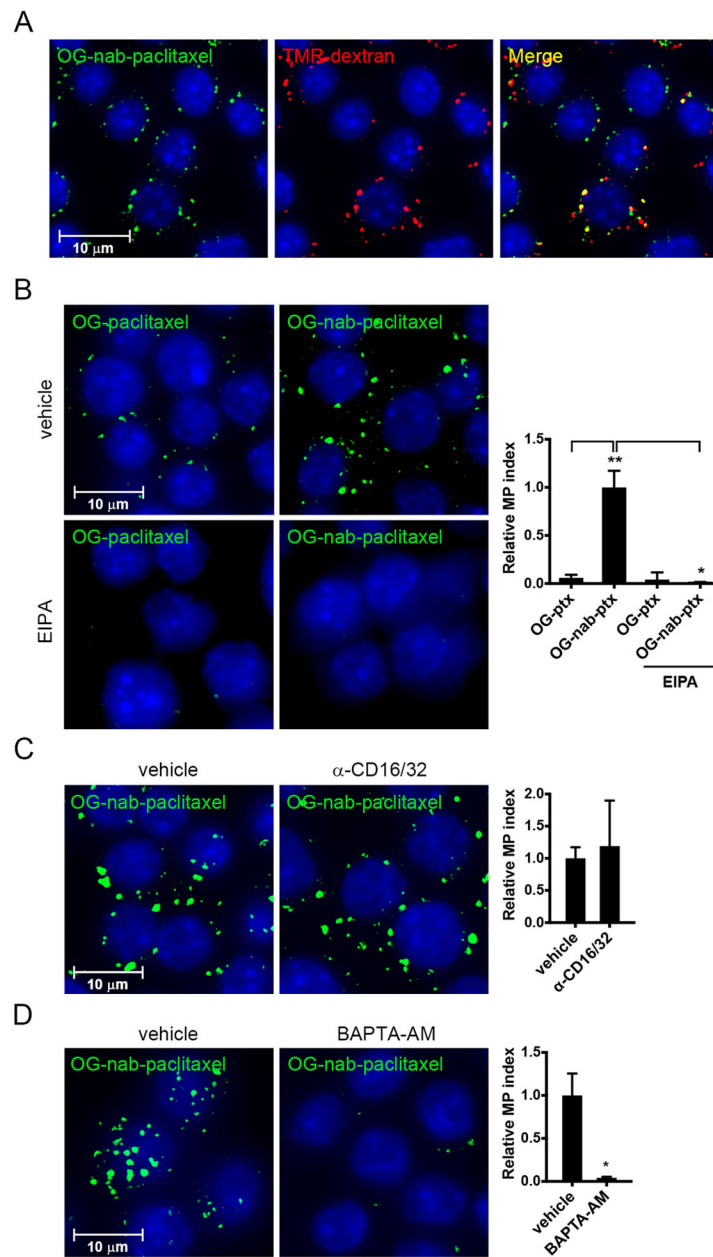 A
OG-nab-paclitaxel
TMR-dextran
Merge
10 μm
B
OG-paclitaxel
OG-nab-paclitaxel
vehicle
10 μm
OG-paclitaxel
OG-nab-paclitaxel
EIPA
Relative MP index
1.5
1.0
0.5
0.0
**
*
OG-ptx
OG-nab-ptx
OG-ptx
OG-nab-ptx
EIPA
C
vehicle
α-CD16/32
OG-nab-paclitaxel
OG-nab-paclitaxel
10 μm
Relative MP index
2.0
1.5
1.0
0.5
0.0
vehicle
α-CD16/32
D
vehicle
BAPTA-AM
OG-nab-paclitaxel
OG-nab-paclitaxel
10 μm
Relative MP index
1.5
1.0
0.5
0.0
*
vehicle
BAPTA-AM